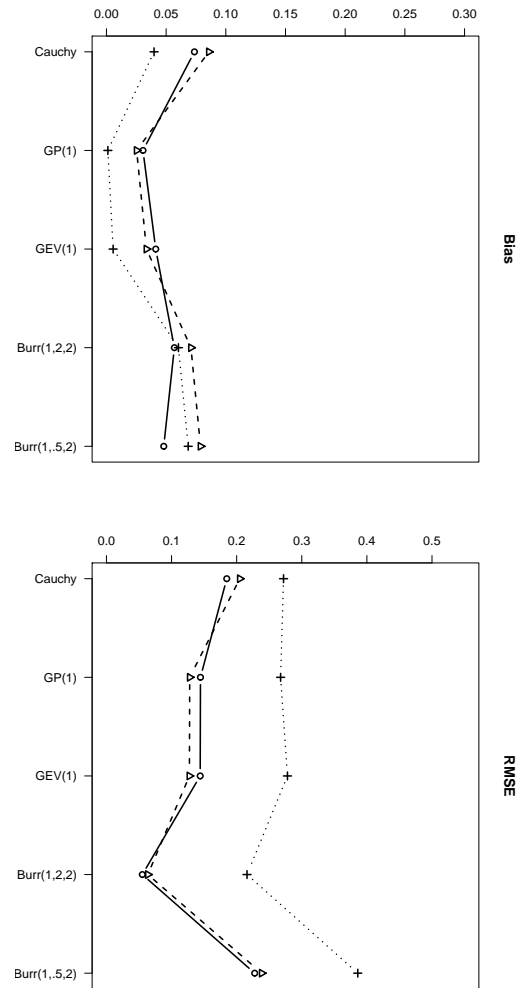 0.00 0.05 0.10 0.15 0.20 0.25 0.30
Cauchy
GP(1)
GEV(1)
Burr(1,2,2)
Burr(1,.5,2)
Bias
0.0 0.1 0.2 0.3 0.4 0.5
Cauchy
GP(1)
GEV(1)
Burr(1,2,2)
Burr(1,.5,2)
RMSE